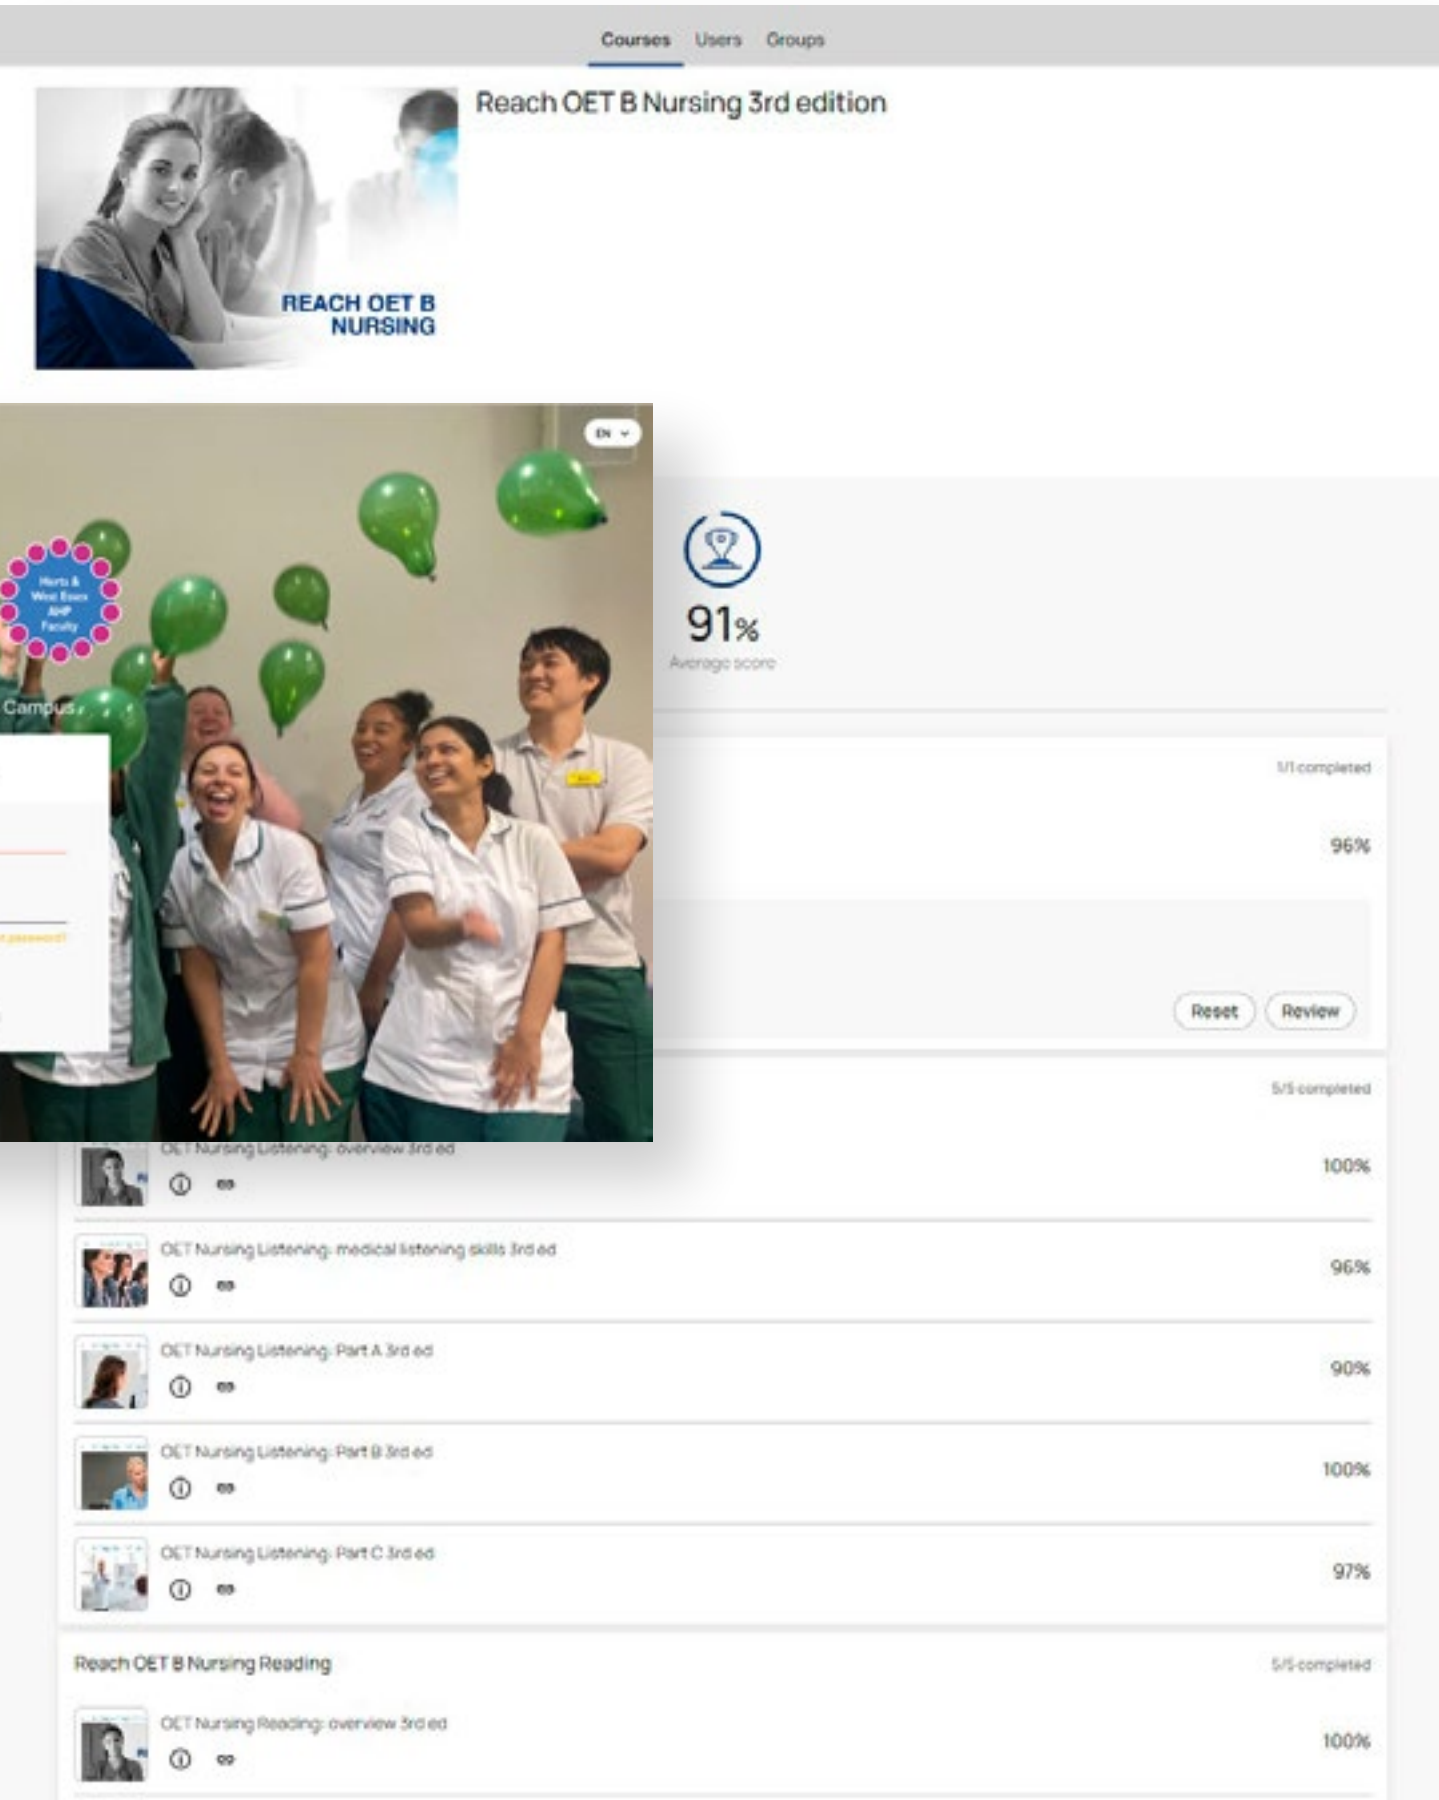 Courses Users Groups
Reach OET B Nursing 3rd edition
REACH OET B
NURSING
EN
Herts &
West Essex
AHP
Faculty
Campus
password?
91%
Average score
1/1 completed
96%
Reset Review
5/5 completed
OET Nursing Listening: overview 3rd ed
100%
OET Nursing Listening: medical listening skills 3rd ed
96%
OET Nursing Listening: Part A 3rd ed
90%
OET Nursing Listening: Part B 3rd ed
100%
OET Nursing Listening: Part C 3rd ed
97%
Reach OET B Nursing Reading
5/5 completed
OET Nursing Reading: overview 3rd ed
100%